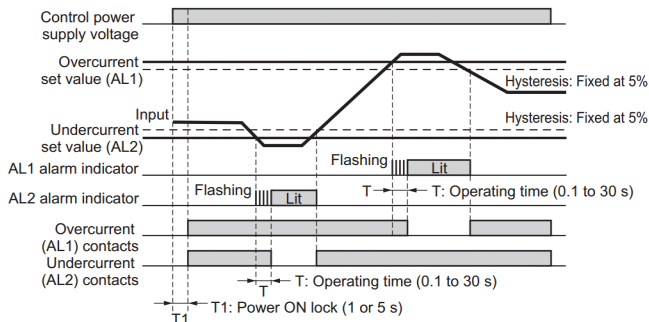 Control power
supply voltage
Overcurrent
set value (AL1)
Hysteresis: Fixed at 5%
Input
Hysteresis: Fixed at 5%
Undercurrent
set value (AL2)
AL1 alarm indicator
Flashing
Lit
T
T: Operating time (0.1 to 30 s)
AL2 alarm indicator
Flashing
Lit
Overcurrent
(AL1) contacts
Undercurrent
(AL2) contacts
T
T: Operating time (0.1 to 30 s)
T1
T1: Power ON lock (1 or 5 s)